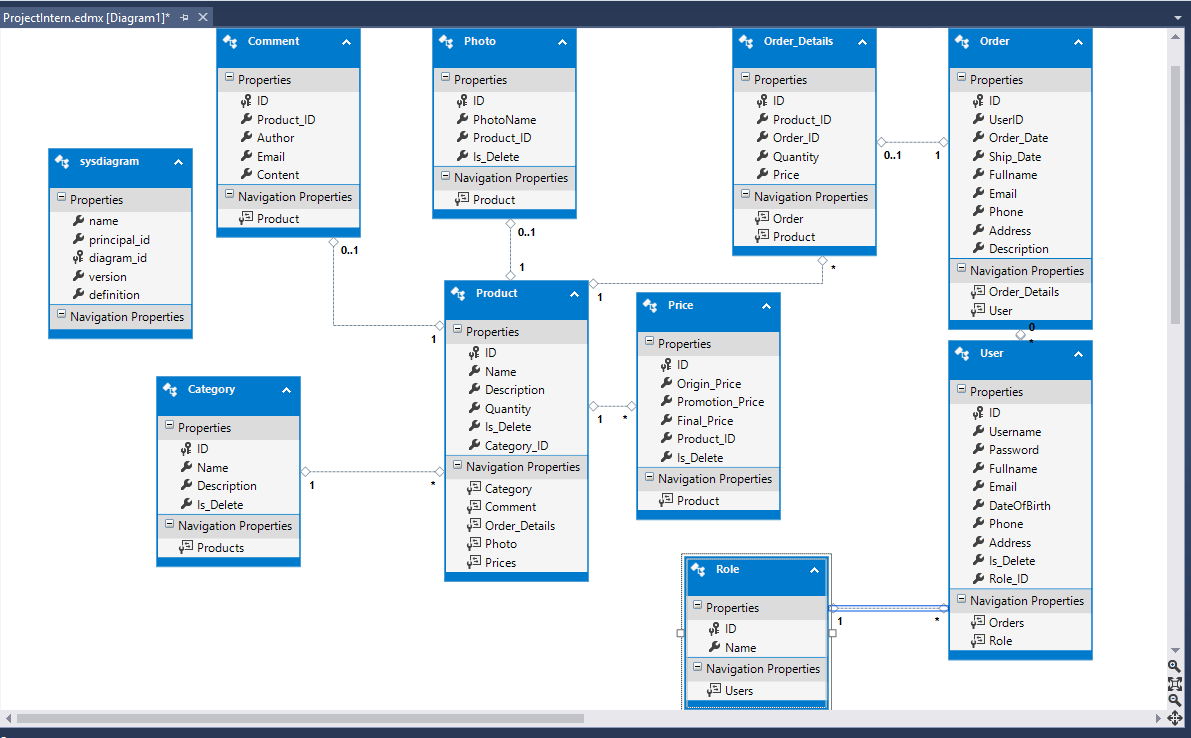 ProjectIntern.edmx [Diagram1]*
Comment
Properties
ID
Product_ID
Author
Email
Content
Navigation Properties
Product
0..1
Photo
Properties
ID
PhotoName
Product_ID
Is_Delete
Navigation Properties
Product
0..1
1
Order_Details
Properties
ID
Product_ID
Order_ID
Quantity
Price
Navigation Properties
Order
Product
*
1
0..1
1
Order
Properties
ID
UserID
Order_Date
Ship_Date
Fullname
Email
Phone
Address
Description
Navigation Properties
Order_Details
User
0
*
sysdiagram
Properties
name
principal_id
diagram_id
version
definition
Navigation Properties
Product
Properties
ID
Name
Description
Quantity
Is_Delete
Category_ID
Navigation Properties
Category
Comment
Order_Details
Photo
Prices
1
1
*
Price
Properties
ID
Origin_Price
Promotion_Price
Final_Price
Product_ID
Is_Delete
Navigation Properties
Product
User
Properties
ID
Username
Password
Fullname
Email
DateOfBirth
Phone
Address
Is_Delete
Role_ID
Navigation Properties
Orders
Role
Category
Properties
ID
Name
Description
Is_Delete
Navigation Properties
Products
1
*
Role
Properties
ID
Name
Navigation Properties
Users
1
*